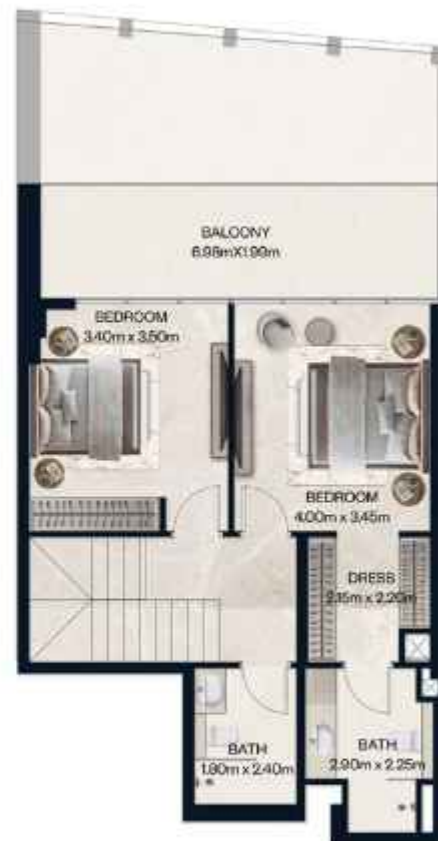 BALCONY
6.98mX1.99m
BEDROOM
3.40m x 3.50m
BEDROOM
4.00m x 3.45m
DRESS
2.15m x 2.20m
BATH
1.80m x 2.40m
BATH
2.90m x 2.25m